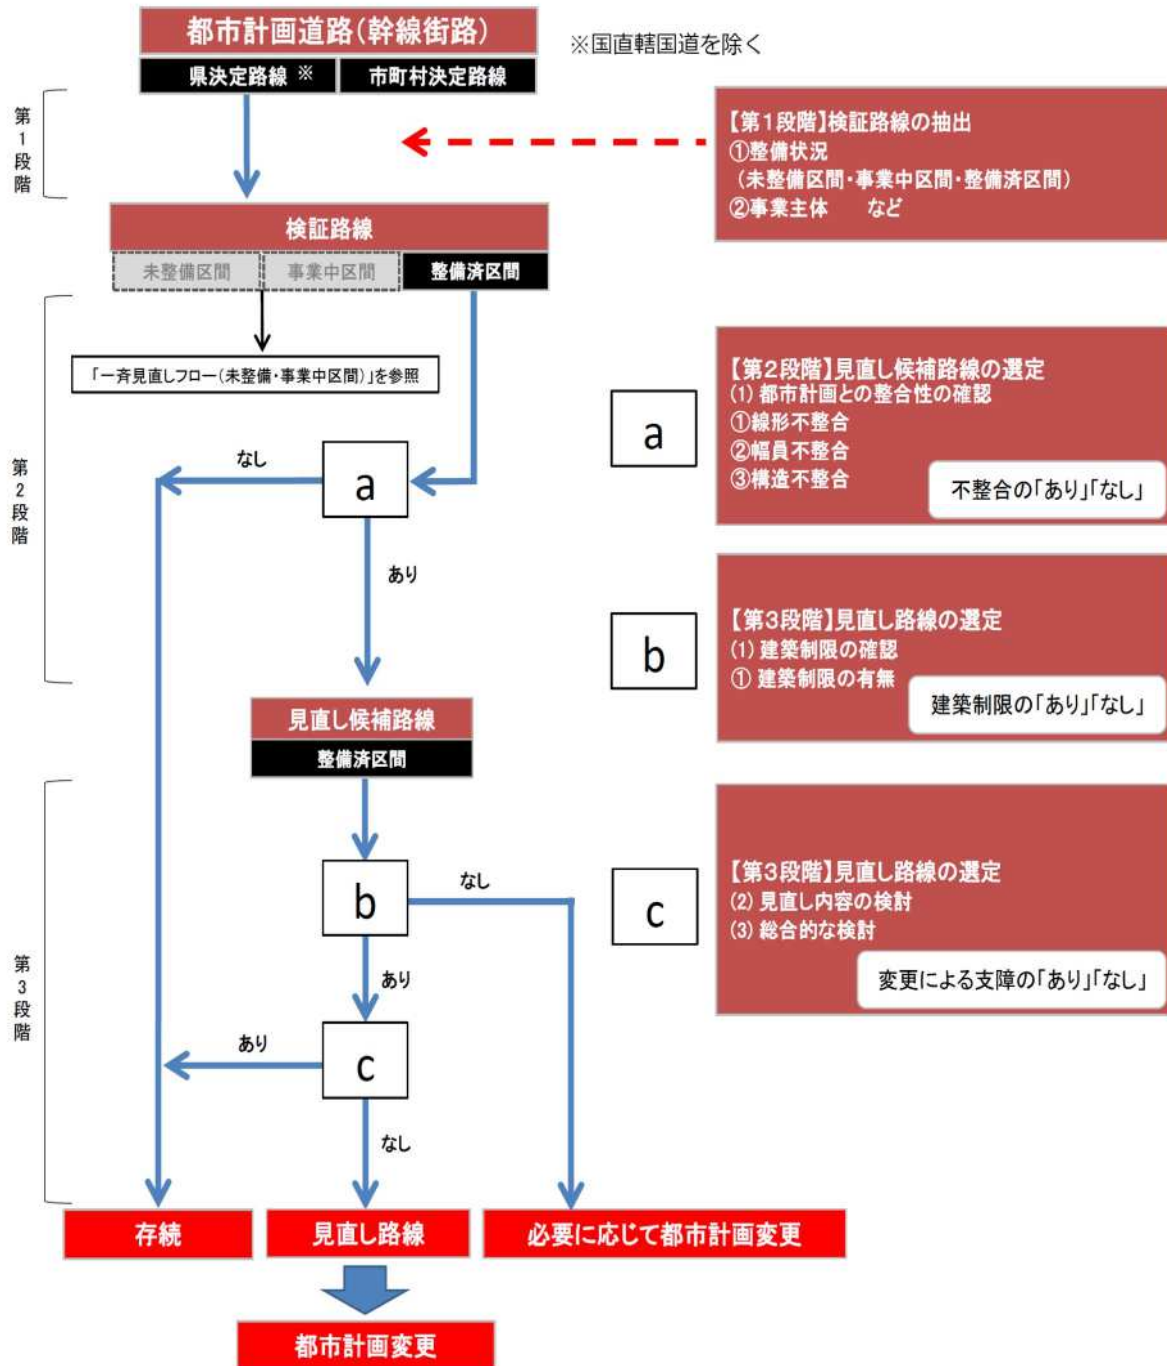 都市計画道路(幹線街路)
県決定路線 ※
市町村決定路線
※国直轄国道を除く
第1段階
【第1段階】検証路線の抽出
①整備状況
(未整備区間・事業中区間・整備済区間)
②事業主体 など
検証路線
未整備区間
事業中区間
整備済区間
「一斉見直しフロー(未整備・事業中区間)」を参照
第2段階
a
なし
あり
a
【第2段階】見直し候補路線の選定
(1) 都市計画との整合性の確認
①線形不整合
②幅員不整合
③構造不整合
不整合の「あり」「なし」
見直し候補路線
整備済区間
b
【第3段階】見直し路線の選定
(1) 建築制限の確認
① 建築制限の有無
建築制限の「あり」「なし」
第3段階
b
なし
あり
c
あり
なし
c
【第3段階】見直し路線の選定
(2) 見直し内容の検討
(3) 総合的な検討
変更による支障の「あり」「なし」
存続
見直し路線
必要に応じて都市計画変更
都市計画変更